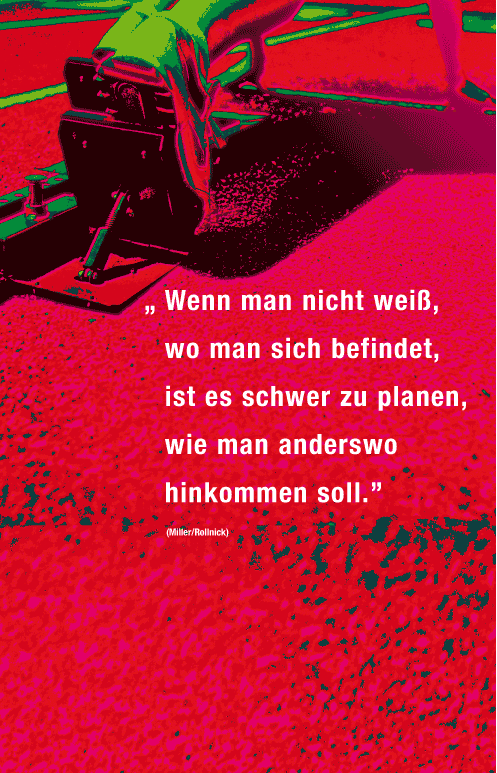 „ Wenn man nicht weiß,
wo man sich befindet,
ist es schwer zu planen,
wie man anderswo
hinkommen soll.”
(Miller/Rollnick)